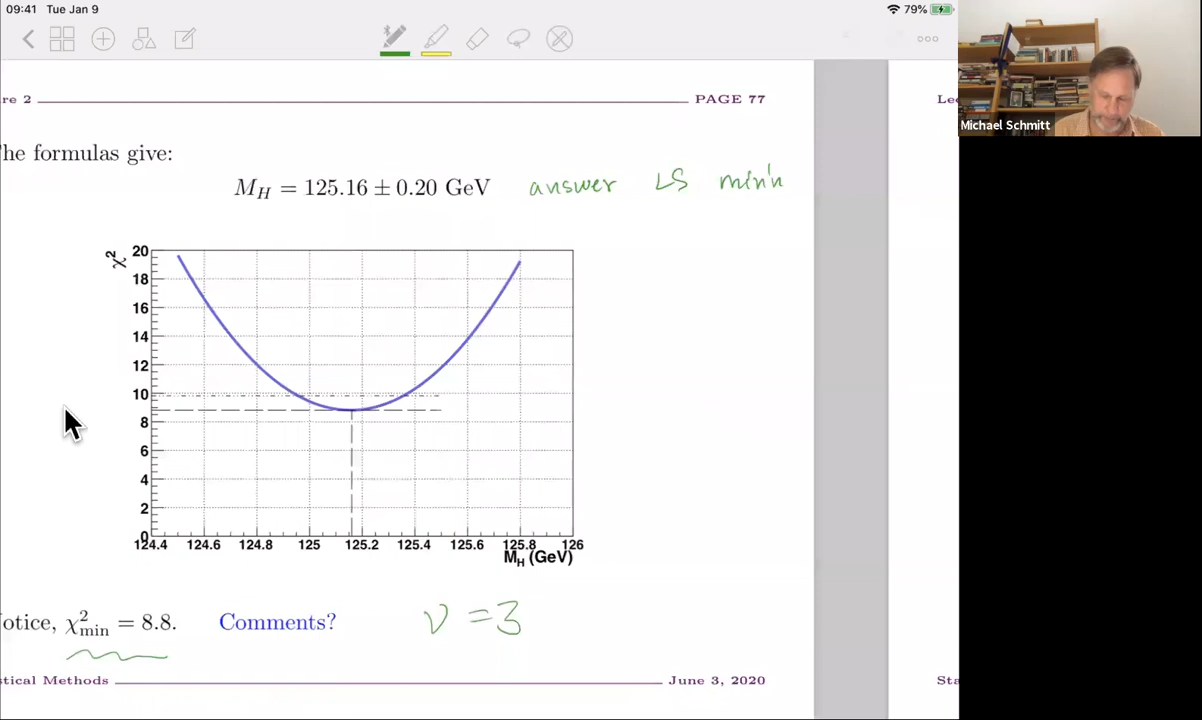 09:41 Tue Jan 9
79%
re 2 PAGE 77
Lec
Michael Schmitt
he formulas give:
M_H = 125.16 ± 0.20 GeV answer LS min'n
χ²
20
18
16
14
12
10
8
6
4
2
0
124.4 124.6 124.8 125 125.2 125.4 125.6 125.8 126
M_H (GeV)
otice, χ²_min = 8.8. Comments? ν = 3
tistical Methods June 3, 2020
Sta